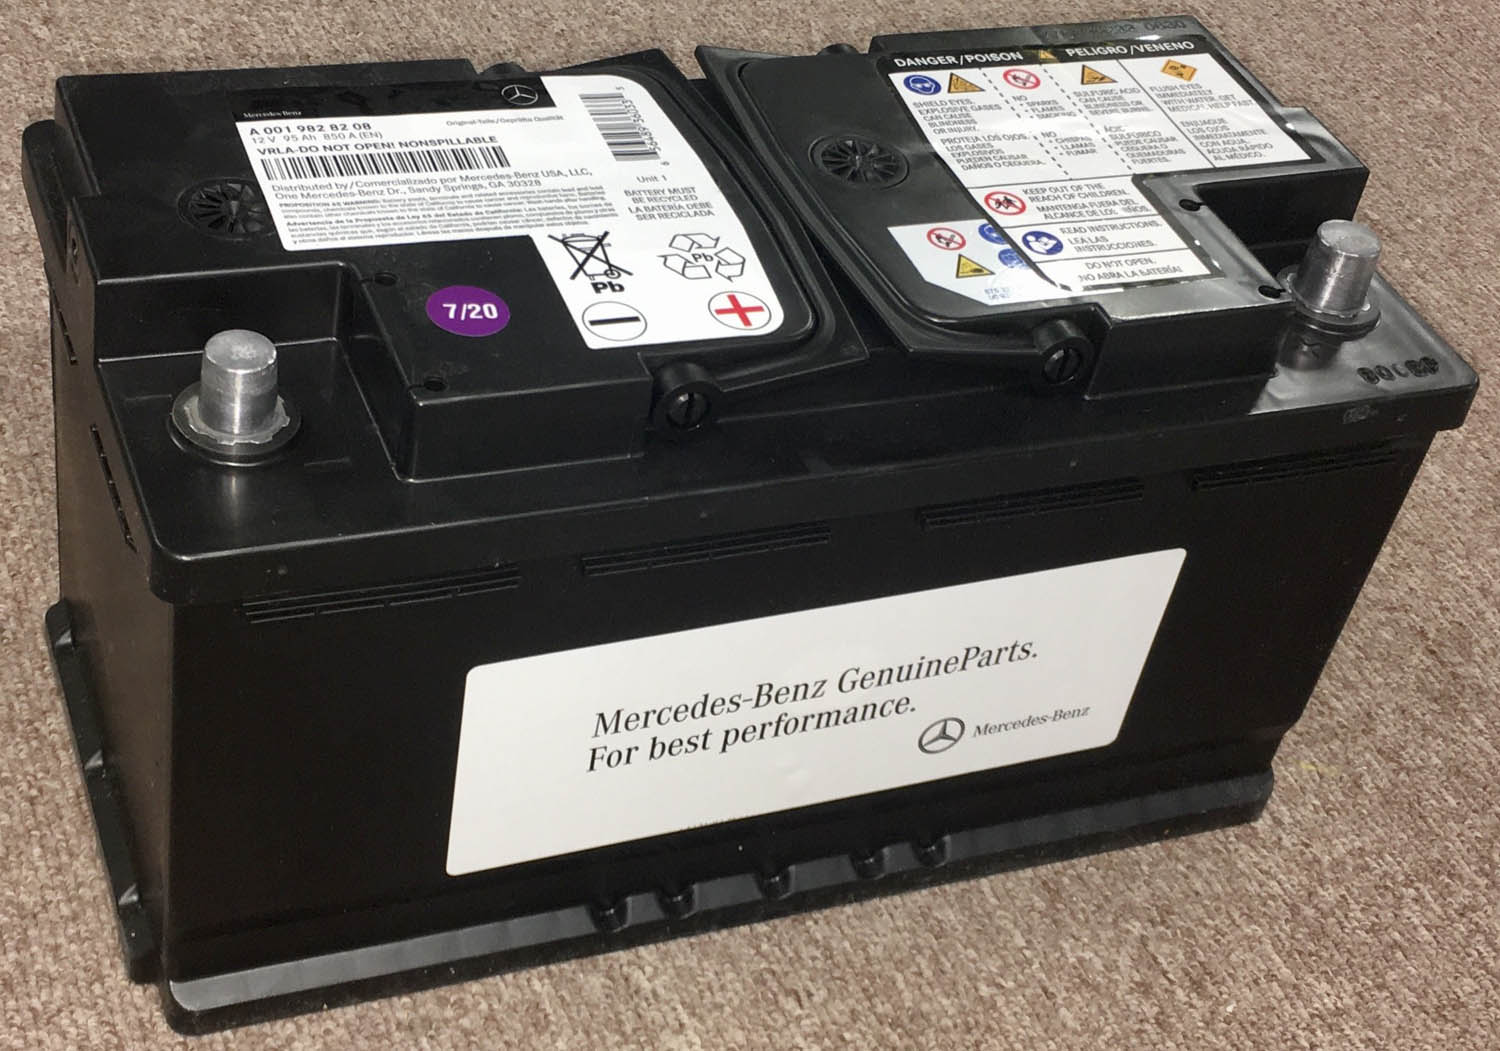 Mercedes Benz
A 001 982 82 08
Original-Teile/Geprüfte Qualität
12 V 95 Ah 850 A (EN)
VRLA-DO NOT OPEN! NONSPILLABLE
Distributed by/Comercializado por Mercedes-Benz USA, LLC,
One Mercedes-Benz Dr., Sandy Springs, GA 30328
Unit 1
BATTERY MUST
BE RECYCLED
LA BATERÍA DEBE
SER RECICLADA
Pb
Pb
7/20
DANGER/POISON
PELIGRO/VENENO
SHIELD EYES.
EXPLOSIVE GASES
CAN CAUSE
BLINDNESS
OR INJURY.
PROTEJA LOS OJOS.
LOS GASES
EXPLOSIVOS
PUEDEN CAUSAR
DAÑOS O CEGUERA.
NO
SPARKS
FLAMES
SMOKING
NO
CHISPAS
LLAMAS
FUMAR
SULFURIC ACID
CAN CAUSE
BLINDNESS OR
SEVERE BURNS.
ÁCIC
SULFURICO
PUEDE CAUSAR
CEGUERA O
QUEMADURAS
FUERTES.
FLUSH EYES
IMMEDIATELY
WITH WATER. GET
MEDICAL HELP FAST
ENJUAGUE
LOS OJOS
INMEDIATAMENTE
CON AGUA,
ACUDA RÁPIDO
AL MÉDICO.
KEEP OUT OF THE
REACH OF CHILDREN.
MANTENGA FUERA DEL
ALCANCE DE LOS
READ INSTRUCTIONS.
LEA LAS
INSTRUCCIONES.
DO NOT OPEN.
NO ABRA LA BATERÍA!
Mercedes-Benz GenuineParts.
For best performance.
Mercedes-Benz